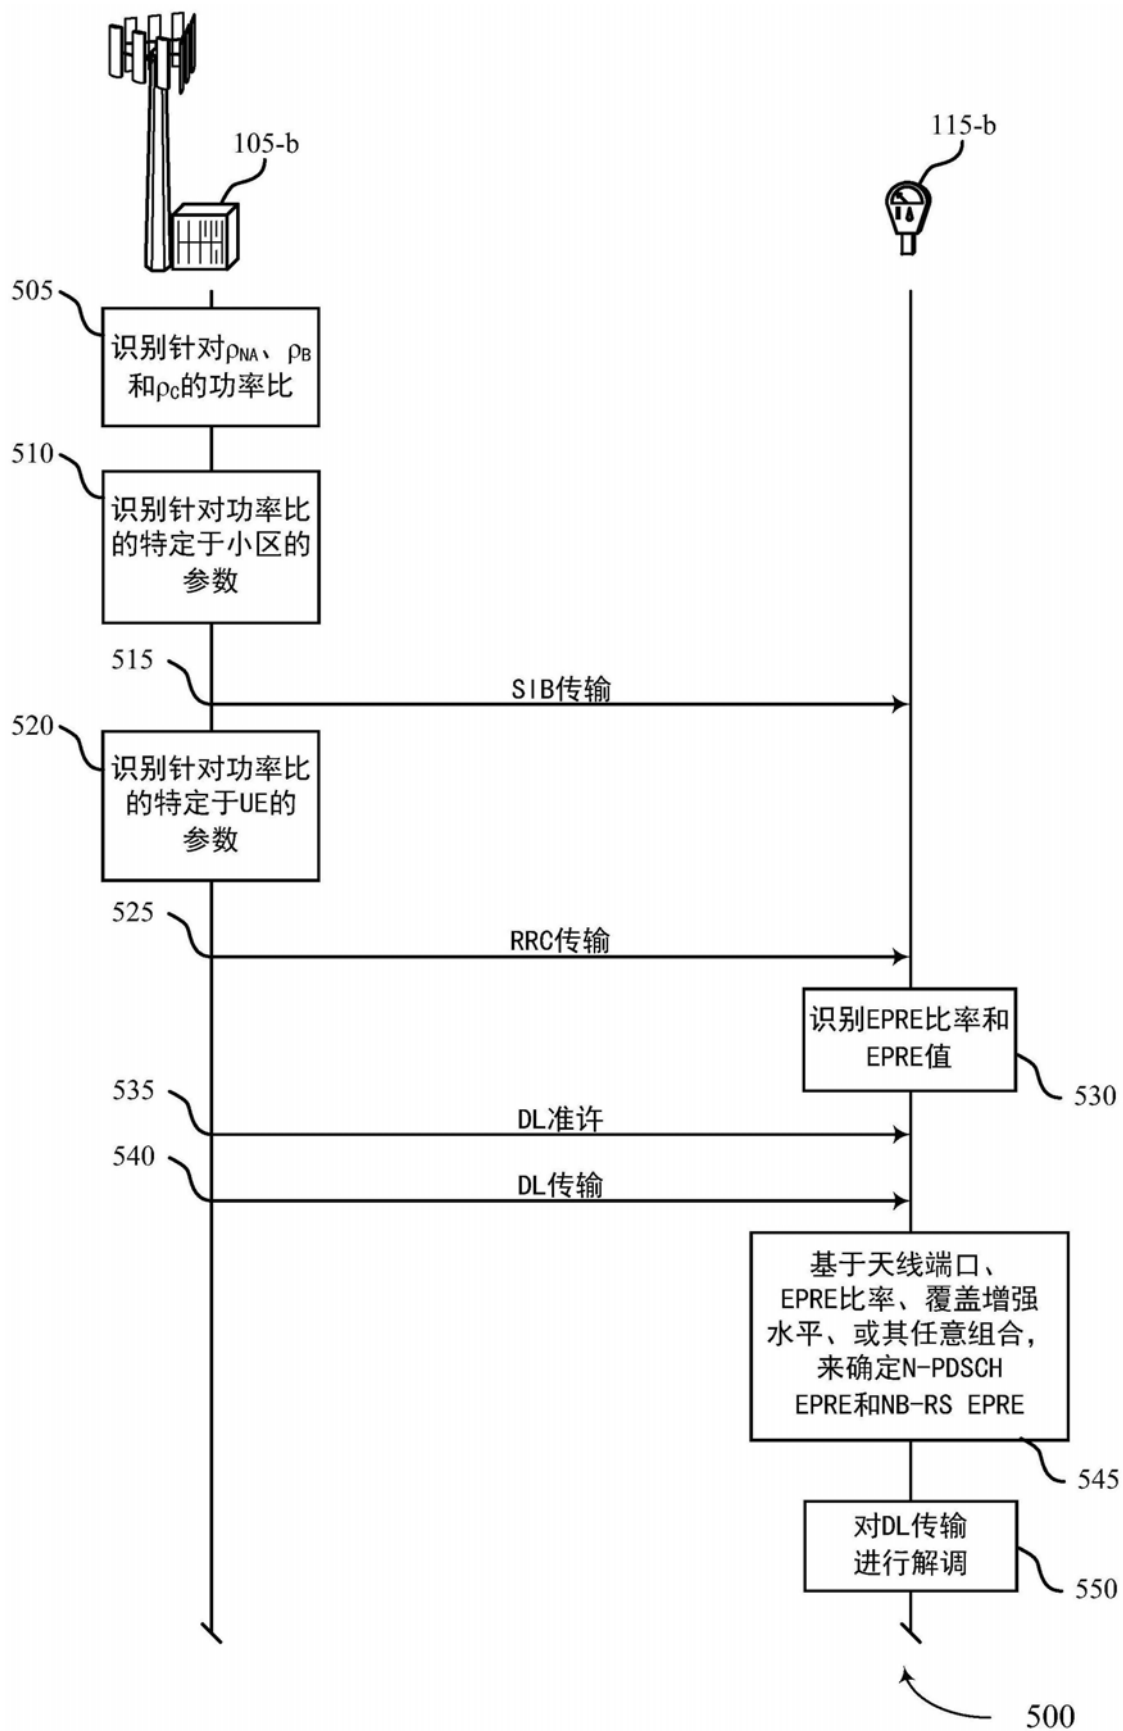 105-b
115-b
505
识别针对ρNA、ρB
和ρC的功率比
510
识别针对功率比
的特定于小区的
参数
515
SIB传输
520
识别针对功率比
的特定于UE的
参数
525
RRC传输
识别EPRE比率和
EPRE值
530
535
DL准许
540
DL传输
基于天线端口、
EPRE比率、覆盖增强
水平、或其任意组合，
来确定N-PDSCH
EPRE和NB-RS EPRE
545
对DL传输
进行解调
550
500